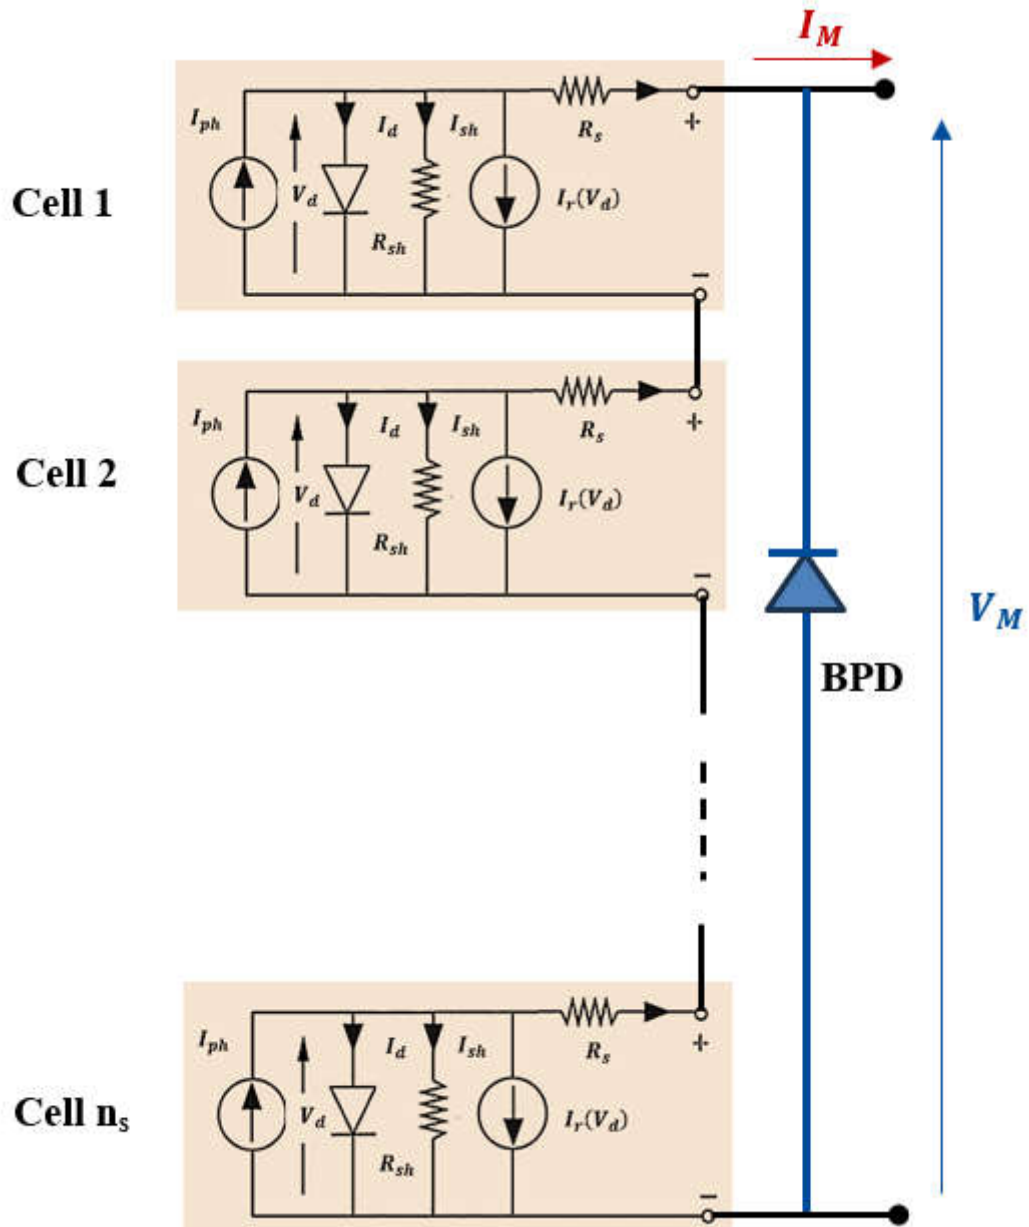 I_M
I_ph
I_d
I_sh
R_s
+
Cell 1
V_d
I_r(V_d)
R_sh
−
I_ph
I_d
I_sh
R_s
+
Cell 2
V_d
I_r(V_d)
R_sh
−
V_M
BPD
I_ph
I_d
I_sh
R_s
+
Cell n_s
V_d
I_r(V_d)
R_sh
−